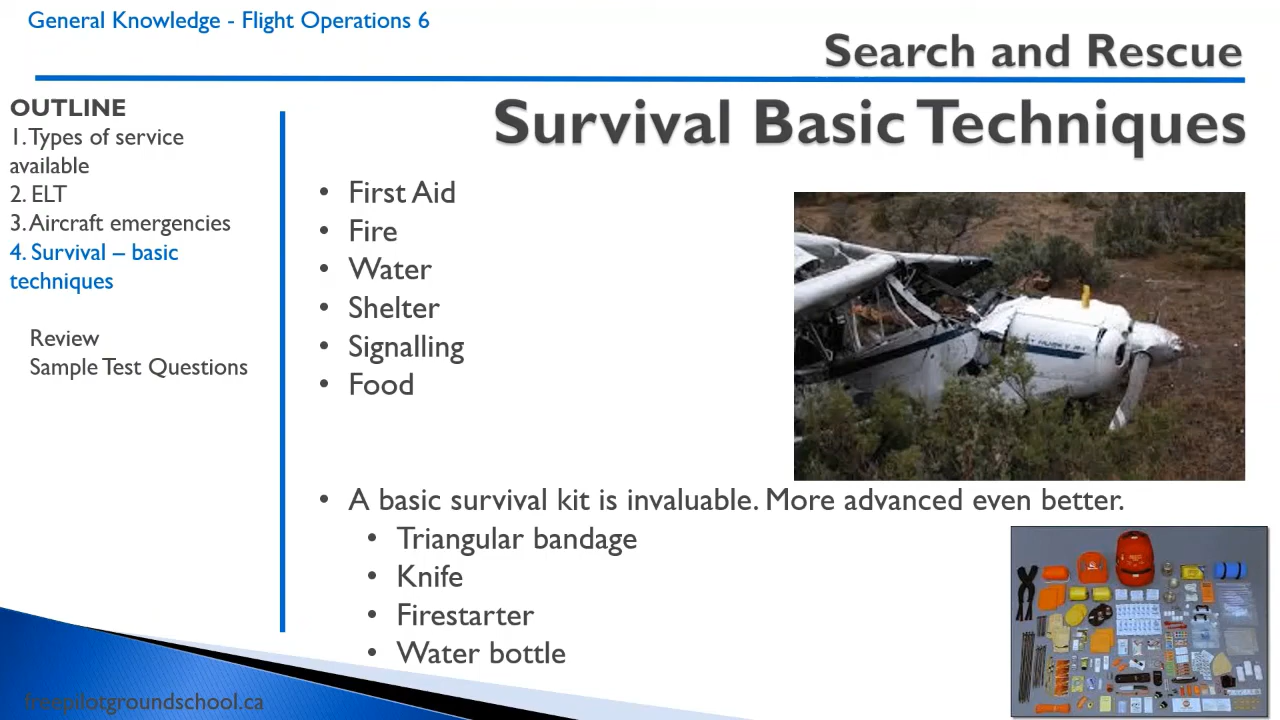 General Knowledge - Flight Operations 6
Search and Rescue
Survival Basic Techniques
OUTLINE
1. Types of service
available
2. ELT
3. Aircraft emergencies
4. Survival – basic
techniques
Review
Sample Test Questions
• First Aid
• Fire
• Water
• Shelter
• Signalling
• Food
• A basic survival kit is invaluable. More advanced even better.
• Triangular bandage
• Knife
• Firestarter
• Water bottle
freepilotgroundschool.ca